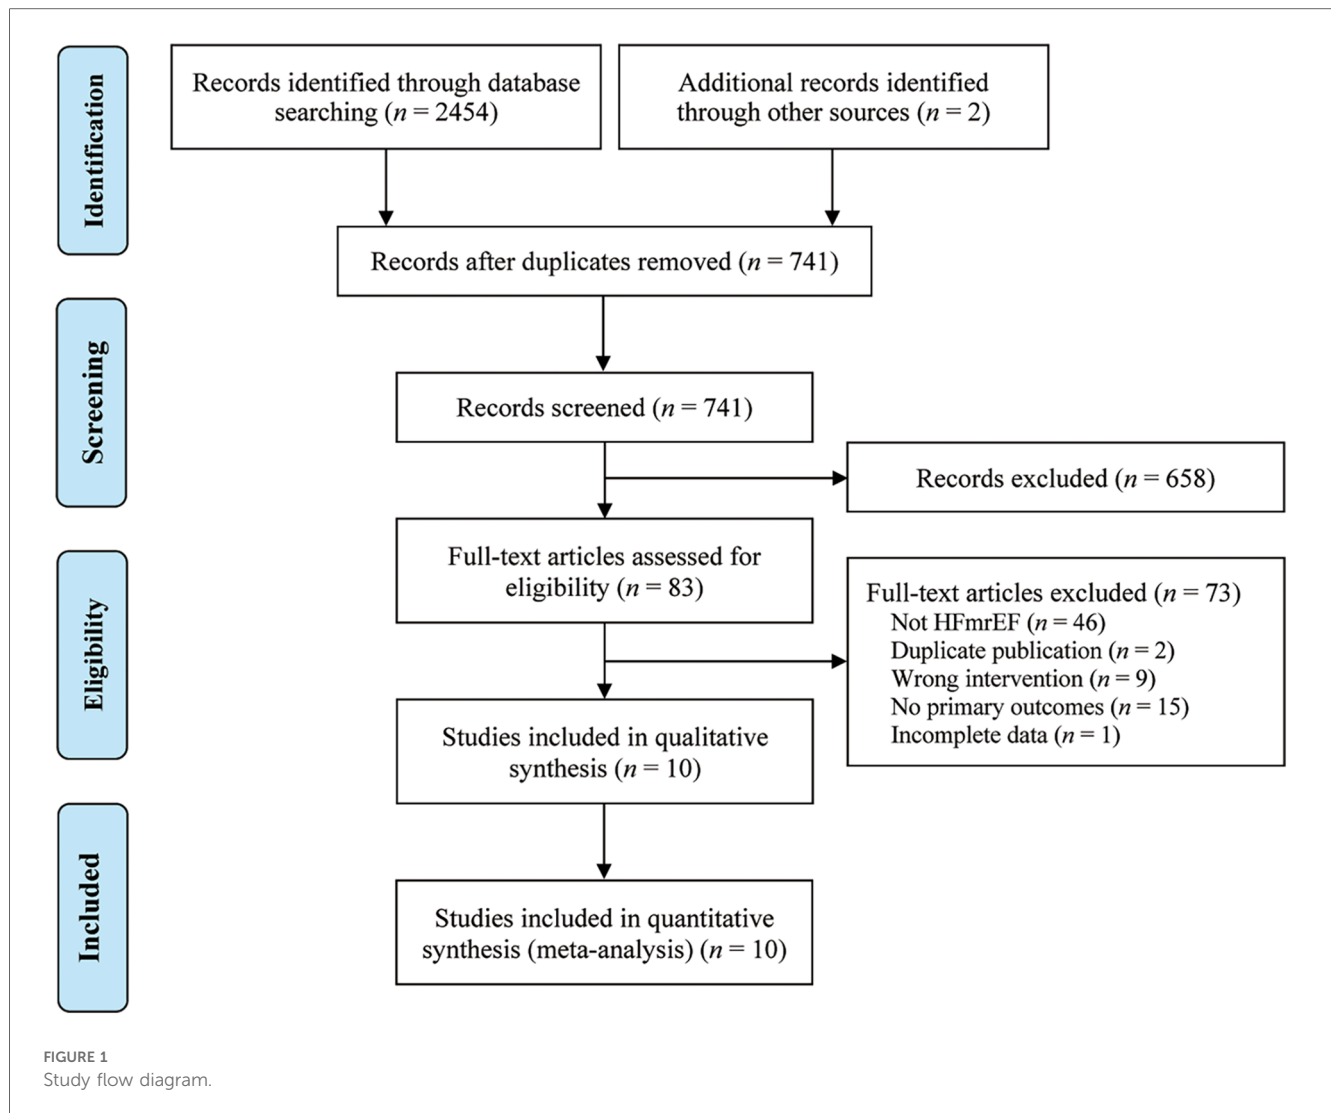 Identification
Records identified through database
searching (n = 2454)
Additional records identified
through other sources (n = 2)
Records after duplicates removed (n = 741)
Screening
Records screened (n = 741)
Records excluded (n = 658)
Eligibility
Full-text articles assessed for
eligibility (n = 83)
Full-text articles excluded (n = 73)
Not HFmrEF (n = 46)
Duplicate publication (n = 2)
Wrong intervention (n = 9)
No primary outcomes (n = 15)
Incomplete data (n = 1)
Studies included in qualitative
synthesis (n = 10)
Included
Studies included in quantitative
synthesis (meta-analysis) (n = 10)
FIGURE 1
Study flow diagram.